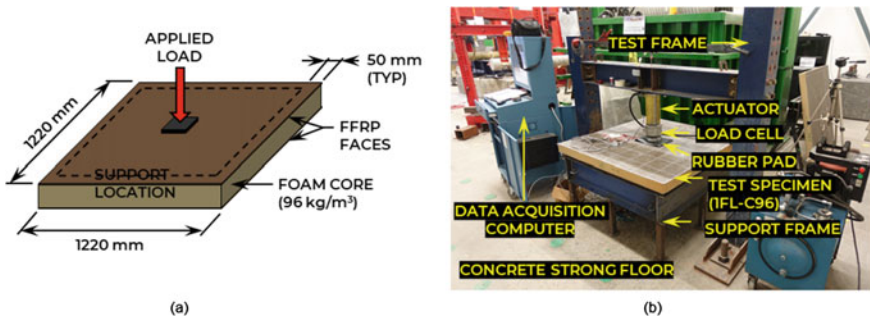 APPLIED
LOAD
50 mm
(TYP)
1220 mm
FFRP
FACES
SUPPORT
LOCATION
FOAM CORE
(96 kg/m³)
1220 mm
(a)
TEST FRAME
ACTUATOR
LOAD CELL
RUBBER PAD
TEST SPECIMEN
(1FL-C96)
DATA ACQUISITION
COMPUTER
SUPPORT FRAME
CONCRETE STRONG FLOOR
(b)